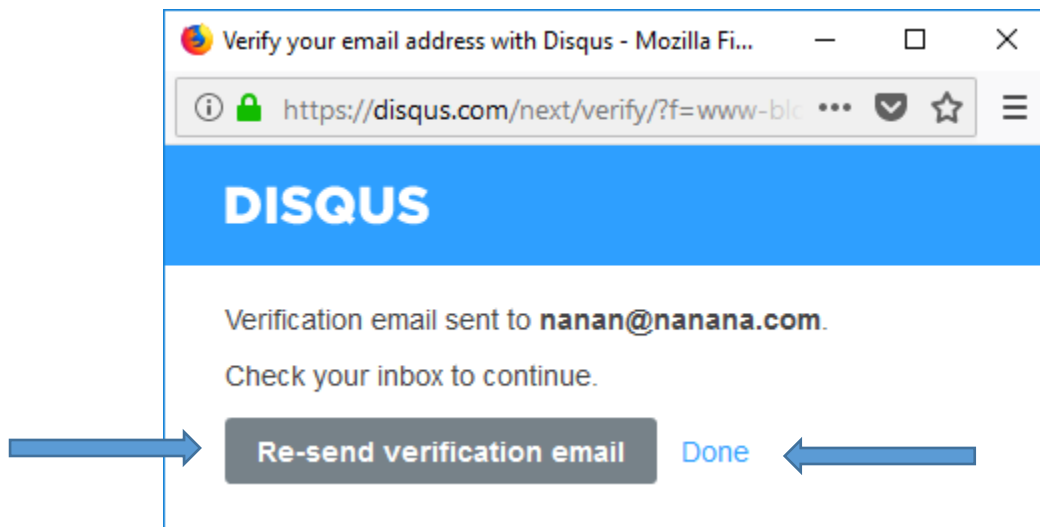 Verify your email address with Disqus - Mozilla Fi...
https://disqus.com/next/verify/?f=www-blo
DISQUS
Verification email sent to nanan@nanana.com.
Check your inbox to continue.
Re-send verification email Done